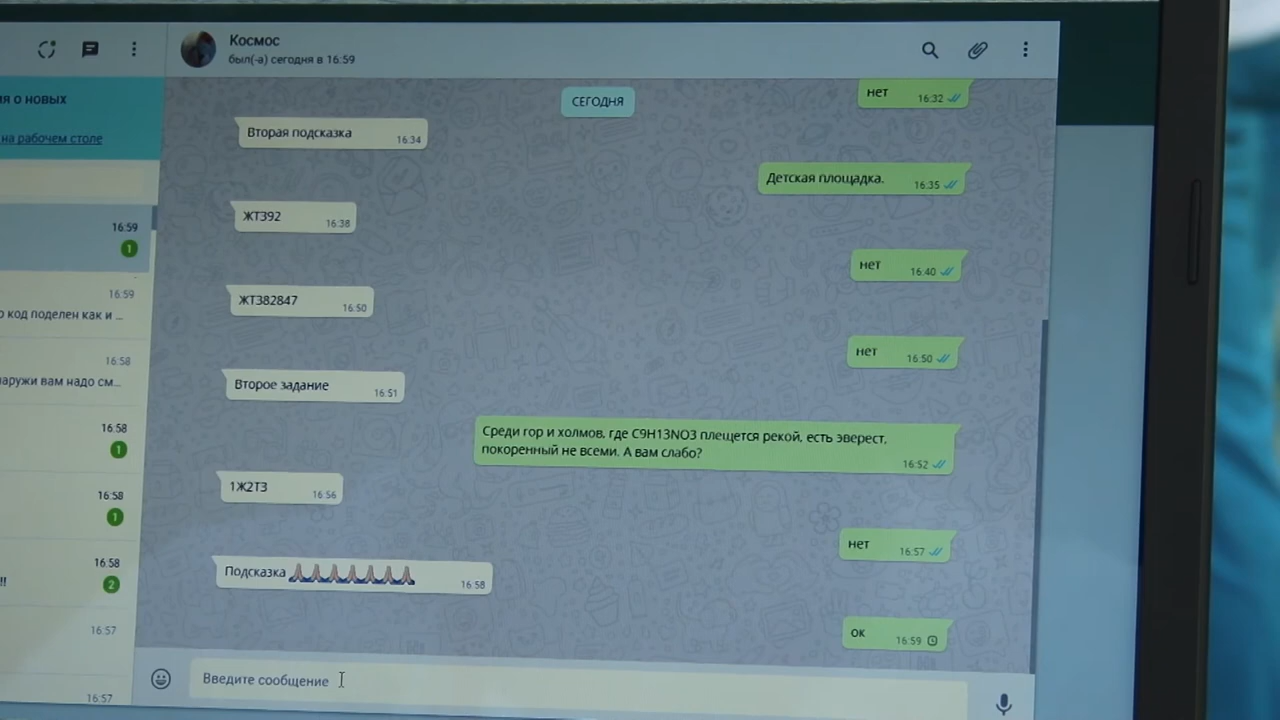 Космос
был(-а) сегодня в 16:59
я о новых
на рабочем столе
16:59
1
16:59
код поделен как и ...
16:58
аружи вам надо см...
16:58
1
16:58
1
16:58
!!
2
16:57
16:57
нет
16:32
СЕГОДНЯ
Вторая подсказка
16:34
Детская площадка.
16:35
ЖТ392
16:38
нет
16:40
ЖТ382847
16:50
нет
16:50
Второе задание
16:51
Среди гор и холмов, где C9H13NO3 плещется рекой, есть эверест,
покоренный не всеми. А вам слабо?
16:52
1Ж2Т3
16:56
нет
16:57
Подсказка 🙏🙏🙏🙏🙏🙏🙏
16:58
ок
16:59
Введите сообщение